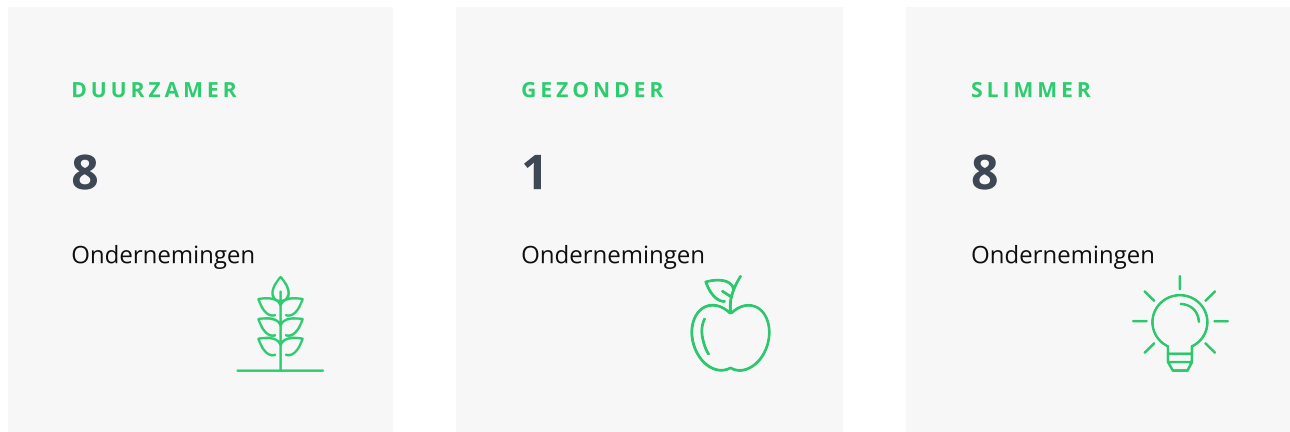 DUURZAMER
8
Ondernemingen
GEZONDER
1
Ondernemingen
SLIMMER
8
Ondernemingen